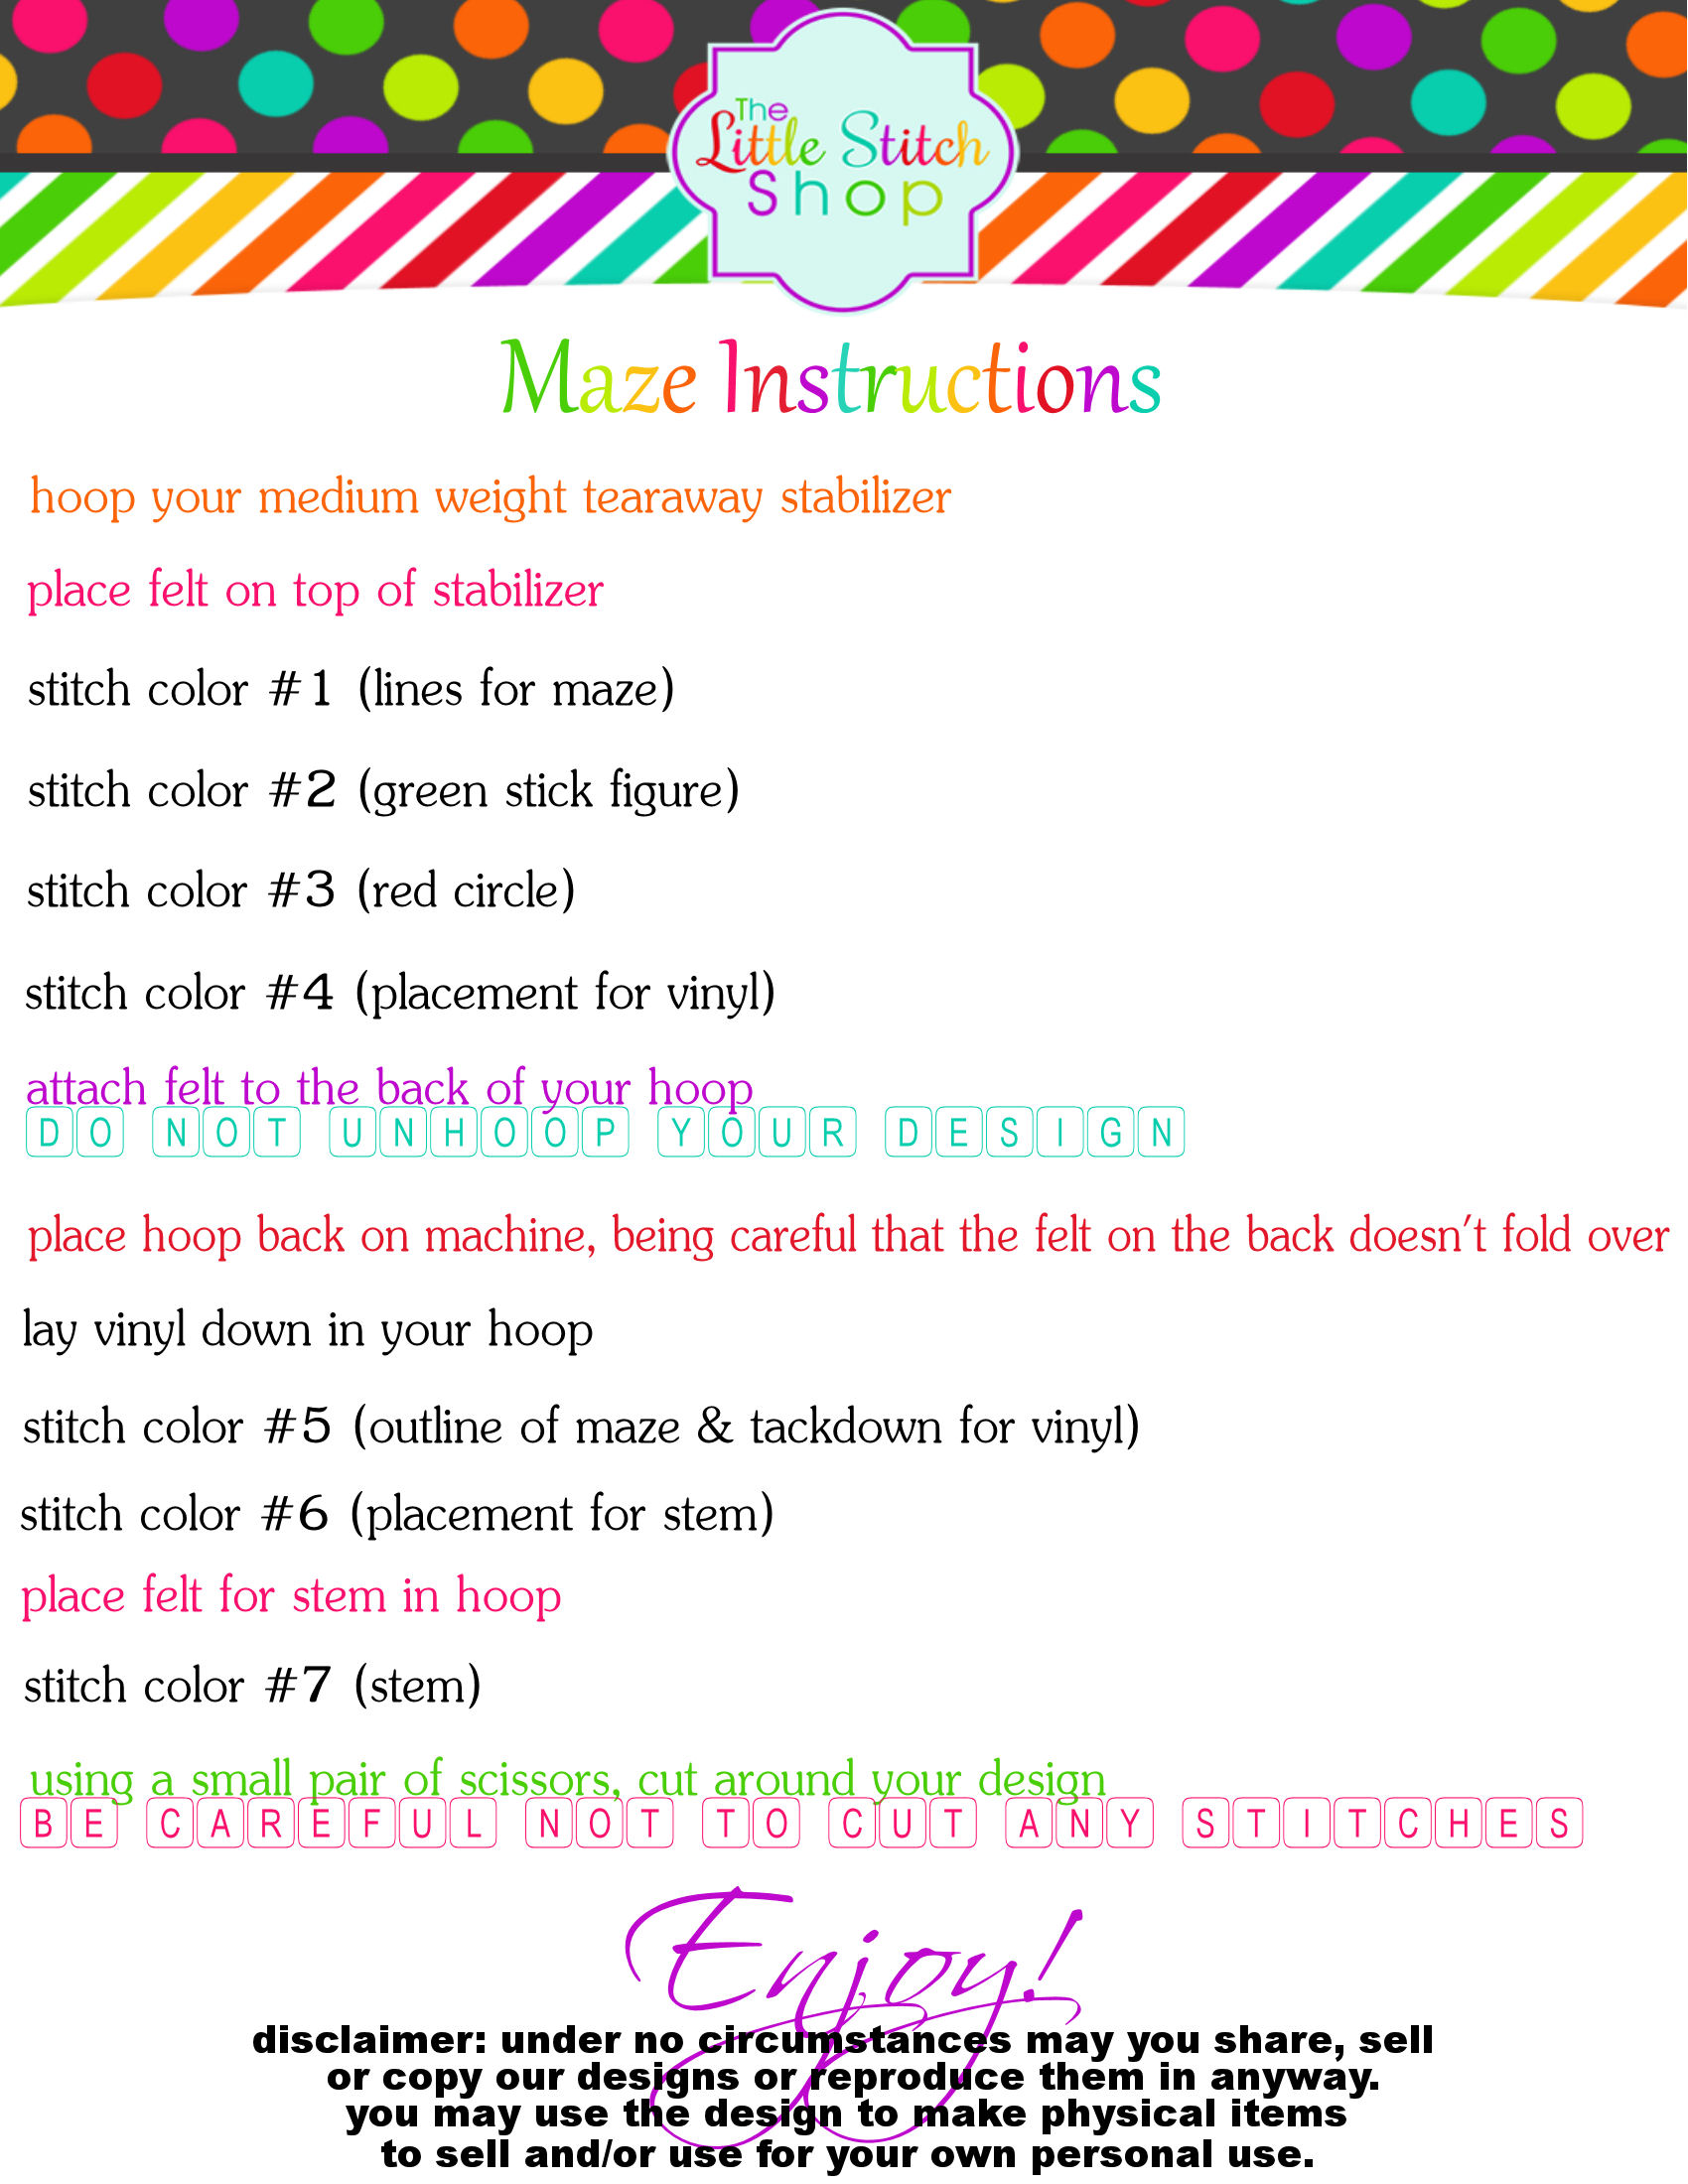 The
Little Stitch
Shop
Maze Instructions
hoop your medium weight tearaway stabilizer
place felt on top of stabilizer
stitch color #1 (lines for maze)
stitch color #2 (green stick figure)
stitch color #3 (red circle)
stitch color #4 (placement for vinyl)
attach felt to the back of your hoop
DO NOT UNHOOP YOUR DESIGN
place hoop back on machine, being careful that the felt on the back doesn't fold over
lay vinyl down in your hoop
stitch color #5 (outline of maze & tackdown for vinyl)
stitch color #6 (placement for stem)
place felt for stem in hoop
stitch color #7 (stem)
using a small pair of scissors, cut around your design
BE CAREFUL NOT TO CUT ANY STITCHES
Enjoy!
disclaimer: under no circumstances may you share, sell
or copy our designs or reproduce them in anyway.
you may use the design to make physical items
to sell and/or use for your own personal use.